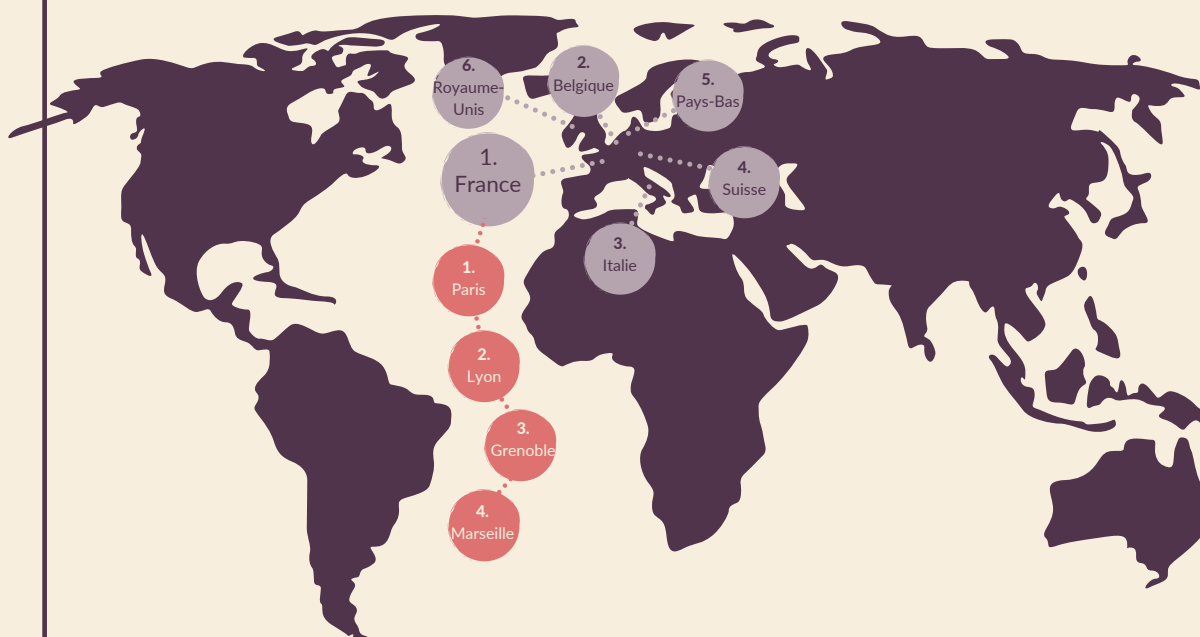 6.
Royaume-
Unis
2.
Belgique
5.
Pays-Bas
1.
France
4.
Suisse
3.
Italie
1.
Paris
2.
Lyon
3.
Grenoble
4.
Marseille